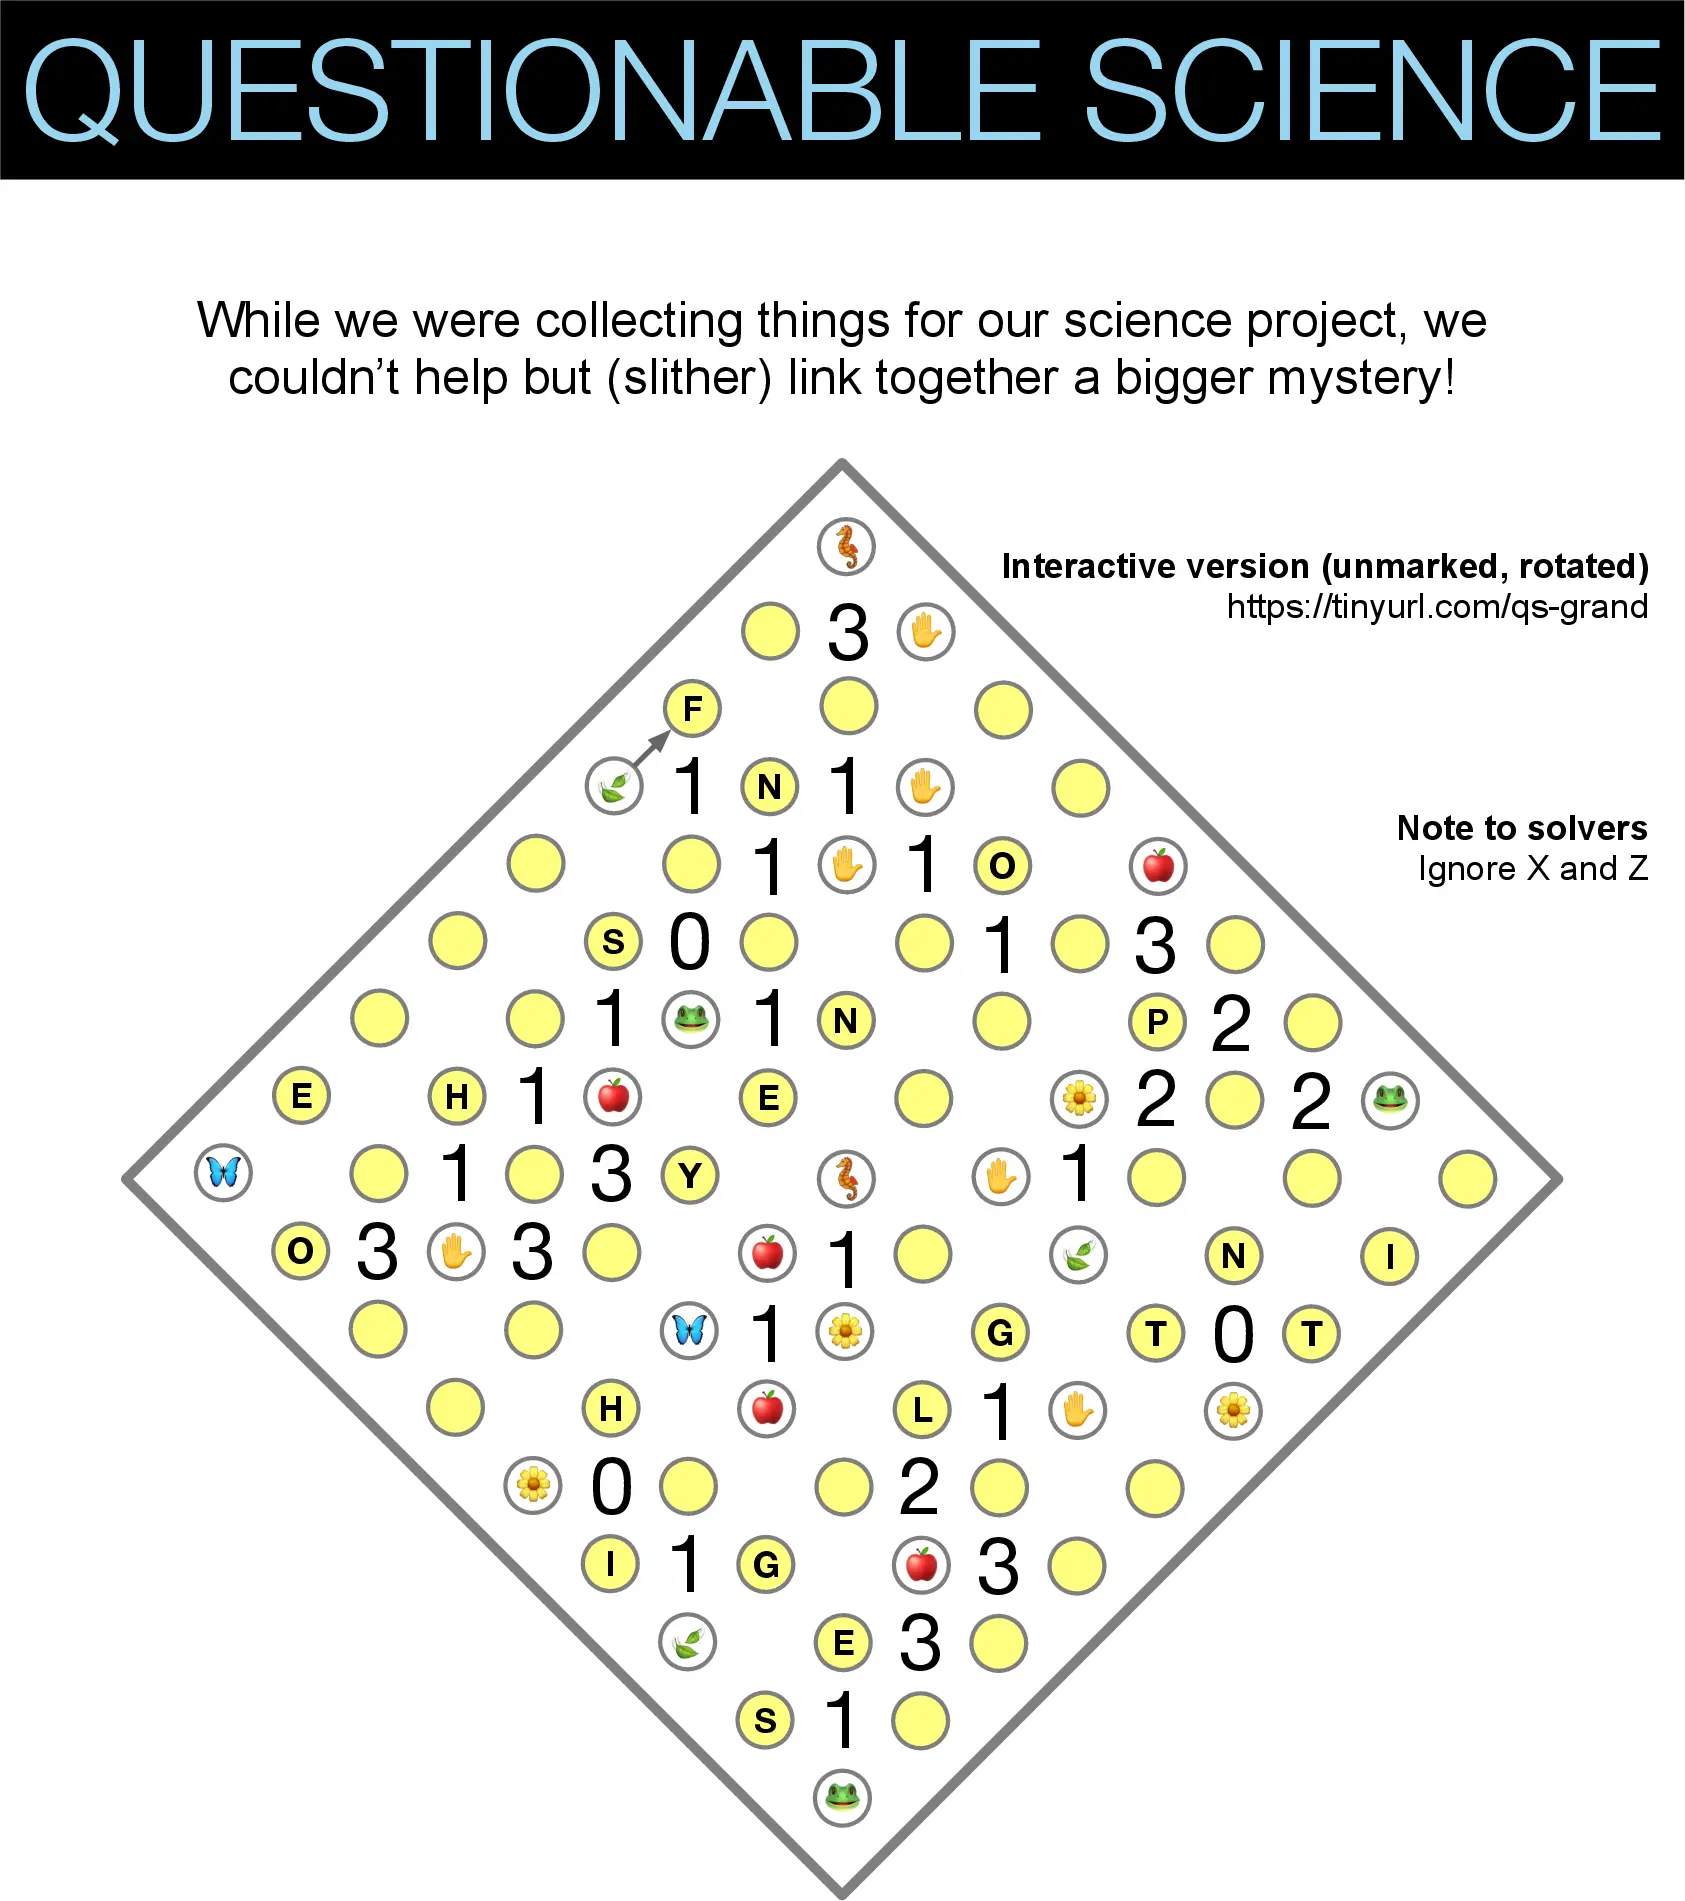 QUESTIONABLE SCIENCE
While we were collecting things for our science project, we
couldn't help but (slither) link together a bigger mystery!
Interactive version (unmarked, rotated)
https://tinyurl.com/qs-grand
3
F
1 N 1
Note to solvers
1 1 O
Ignore X and Z
S 0 1 3
1 1 N P 2
E H 1 E 2 2
1 3 Y 1
O 3 3 1 N I
1 G T 0 T
H L 1
0 2
I 1 G 3
E 3
S 1